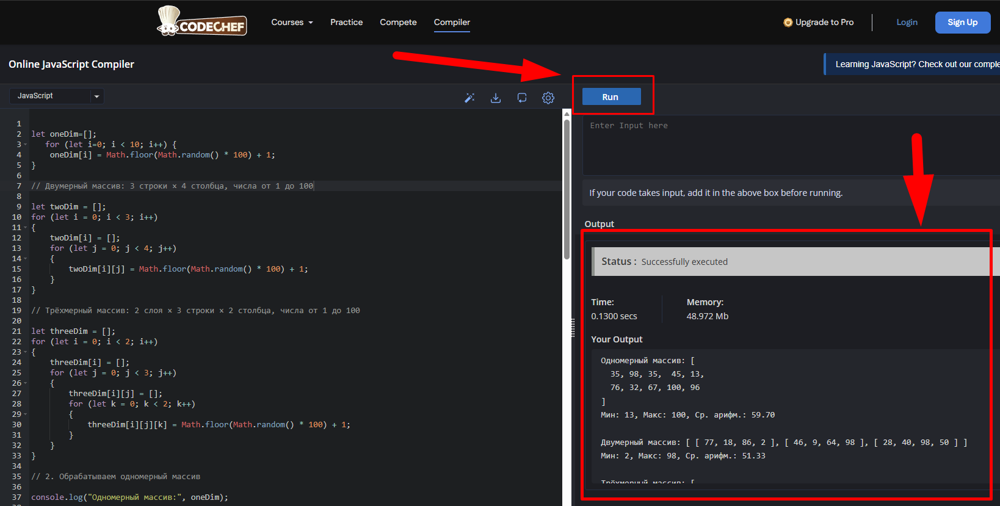 CODECHEF
Courses Practice Compete Compiler Upgrade to Pro Login Sign Up
Online JavaScript Compiler
Learning JavaScript? Check out our comple
JavaScript
Run
1
2 let oneDim=[];
3 for (let i=0; i < 10; i++) {
4 oneDim[i] = Math.floor(Math.random() * 100) + 1;
5 }
6
7 // Двумерный массив: 3 строки × 4 столбца, числа от 1 до 100
8
9 let twoDim = [];
10 for (let i = 0; i < 3; i++)
11 {
12 twoDim[i] = [];
13 for (let j = 0; j < 4; j++)
14 {
15 twoDim[i][j] = Math.floor(Math.random() * 100) + 1;
16 }
17 }
18
19 // Трёхмерный массив: 2 слоя × 3 строки × 2 столбца, числа от 1 до 100
20
21 let threeDim = [];
22 for (let i = 0; i < 2; i++)
23 {
24 threeDim[i] = [];
25 for (let j = 0; j < 3; j++)
26 {
27 threeDim[i][j] = [];
28 for (let k = 0; k < 2; k++)
29 {
30 threeDim[i][j][k] = Math.floor(Math.random() * 100) + 1;
31 }
32 }
33 }
34
35 // 2. Обрабатываем одномерный массив
36
37 console.log("Одномерный массив:", oneDim);
Enter Input here
If your code takes input, add it in the above box before running.
Output
Status : Successfully executed
Time: Memory:
0.1300 secs 48.972 Mb
Your Output
Одномерный массив: [
35, 98, 35, 45, 13,
76, 32, 67, 100, 96
]
Мин: 13, Макс: 100, Ср. арифм.: 59.70
Двумерный массив: [ [ 77, 18, 86, 2 ], [ 46, 9, 64, 98 ], [ 28, 40, 98, 50 ] ]
Мин: 2, Макс: 98, Ср. арифм.: 51.33
Трёхмерный массив: [